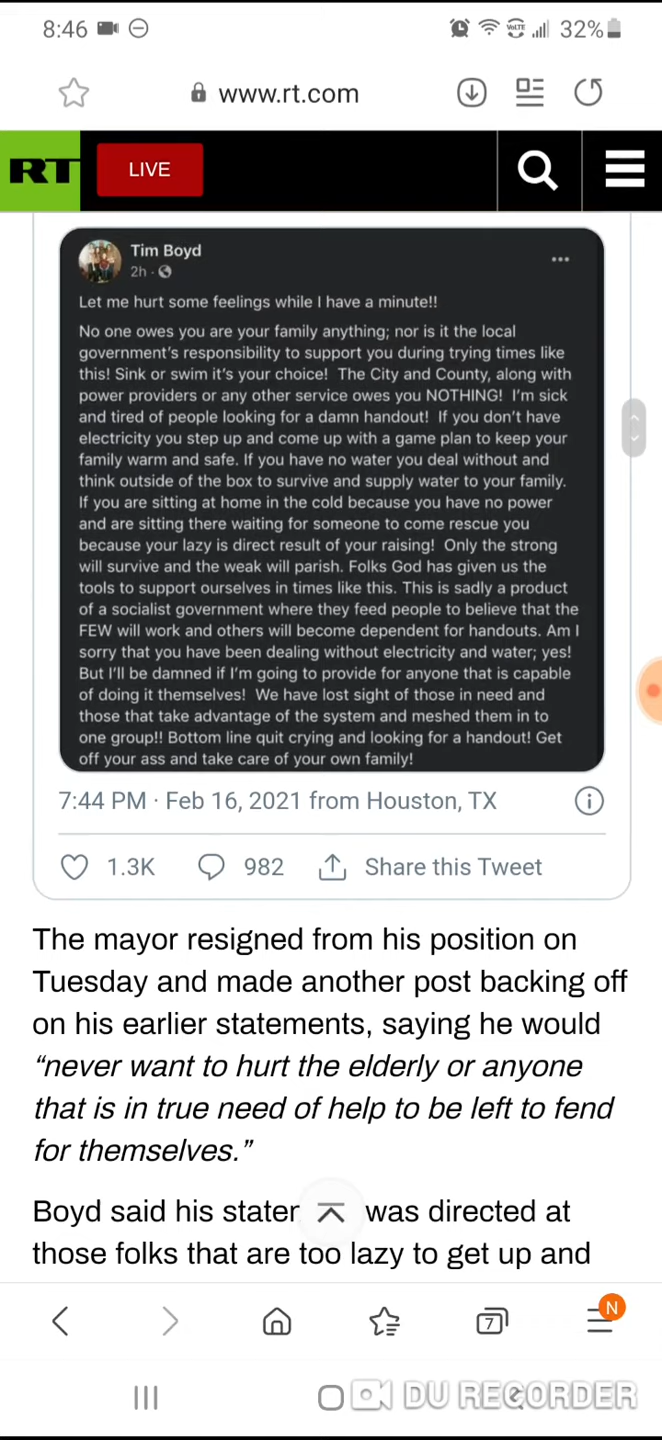 8:46 VoLTE 32%
www.rt.com
RT LIVE
Tim Boyd
2h ·
Let me hurt some feelings while I have a minute!!
No one owes you are your family anything; nor is it the local
government's responsibility to support you during trying times like
this! Sink or swim it's your choice! The City and County, along with
power providers or any other service owes you NOTHING! I'm sick
and tired of people looking for a damn handout! If you don't have
electricity you step up and come up with a game plan to keep your
family warm and safe. If you have no water you deal without and
think outside of the box to survive and supply water to your family.
If you are sitting at home in the cold because you have no power
and are sitting there waiting for someone to come rescue you
because your lazy is direct result of your raising! Only the strong
will survive and the weak will parish. Folks God has given us the
tools to support ourselves in times like this. This is sadly a product
of a socialist government where they feed people to believe that the
FEW will work and others will become dependent for handouts. Am I
sorry that you have been dealing without electricity and water; yes!
But I'll be damned if I'm going to provide for anyone that is capable
of doing it themselves! We have lost sight of those in need and
those that take advantage of the system and meshed them in to
one group!! Bottom line quit crying and looking for a handout! Get
off your ass and take care of your own family!
7:44 PM · Feb 16, 2021 from Houston, TX
1.3K 982 Share this Tweet
The mayor resigned from his position on
Tuesday and made another post backing off
on his earlier statements, saying he would
“never want to hurt the elderly or anyone
that is in true need of help to be left to fend
for themselves.”
Boyd said his stater was directed at
those folks that are too lazy to get up and
7 N
DU RECORDER